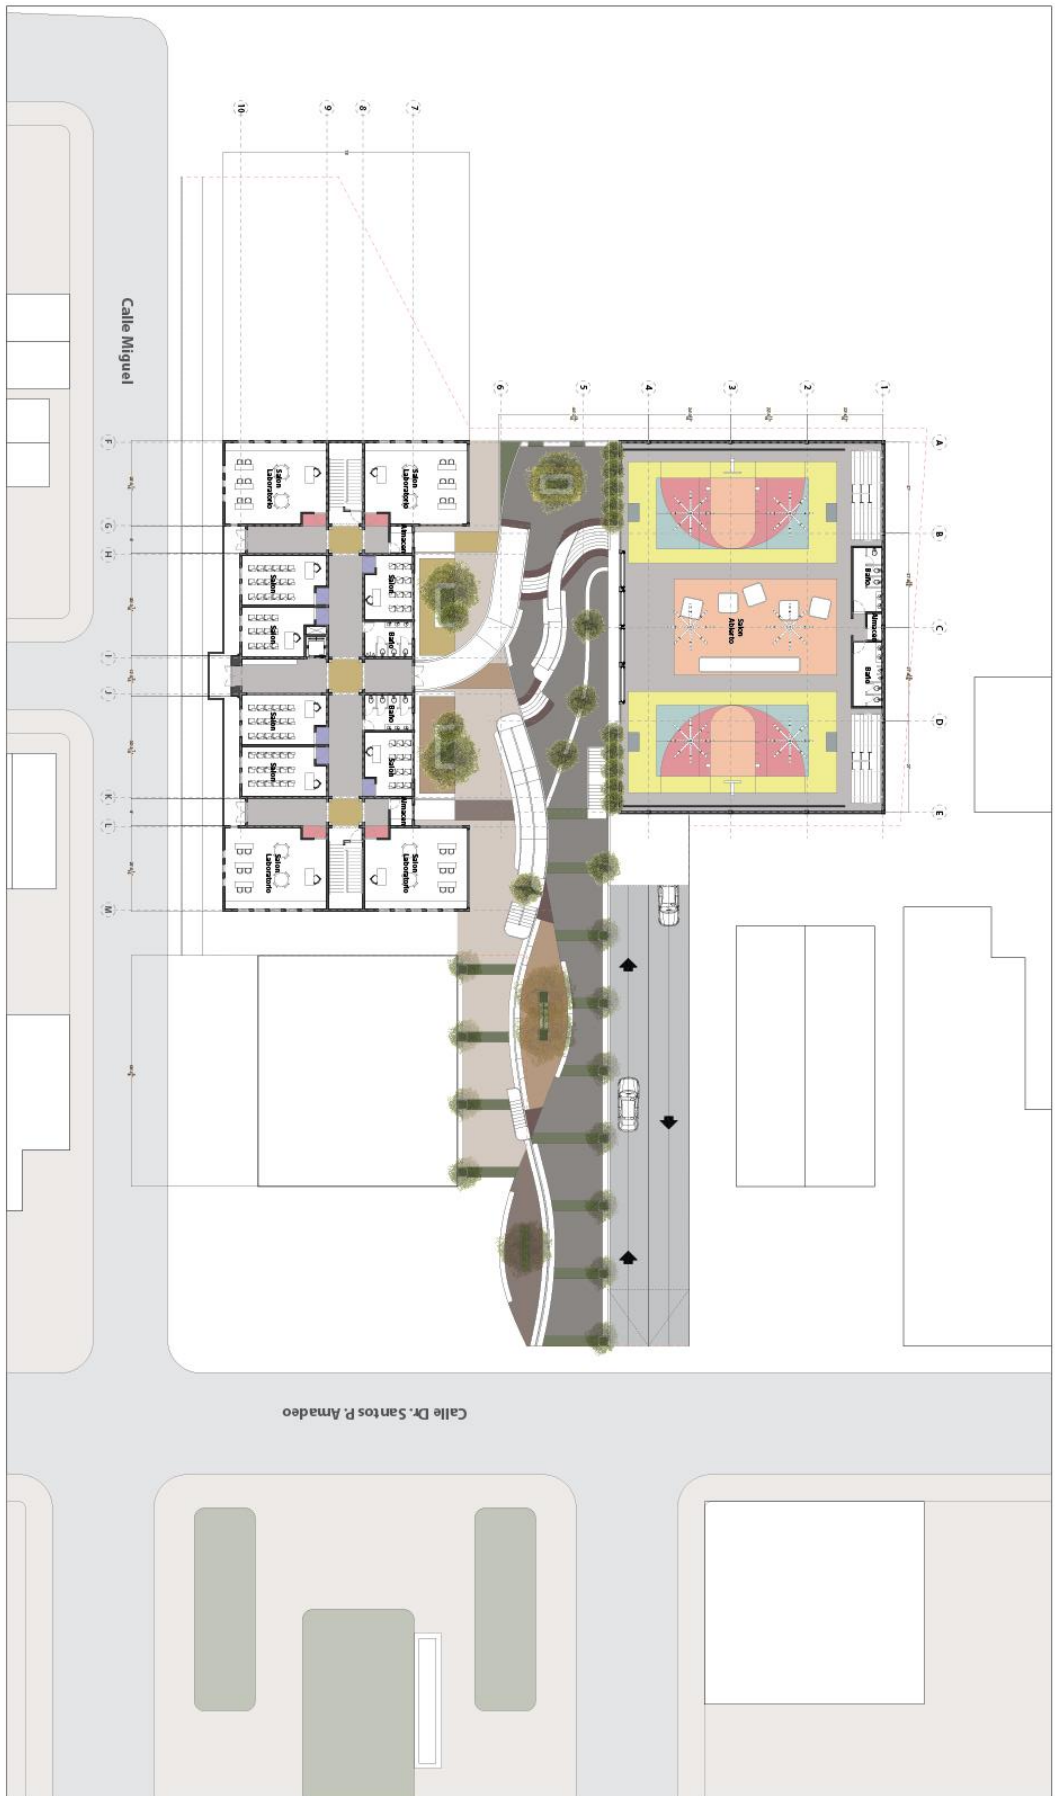 10
9
8
7
Calle Miguel
6
5
4
3
2
1
F
G
H
I
J
K
L
M
A
B
C
D
E
Salon
Laboratorio
Salon
Laboratorio
Almacen
Salon
Salon
Salon
Baño
Baño
Salon
Salon
Salon
Almacen
Salon
Laboratorio
Salon
Laboratorio
Baño
Almacen
Baño
Salon
Abierto
Calle Dr. Santos P. Amadeo